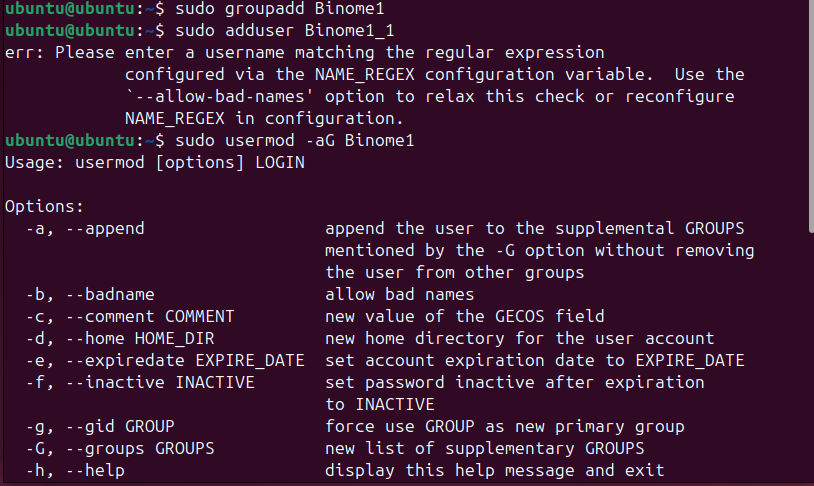 ubuntu@ubuntu:~$ sudo groupadd Binome1
ubuntu@ubuntu:~$ sudo adduser Binome1_1
err: Please enter a username matching the regular expression
            configured via the NAME_REGEX configuration variable.  Use the
            `--allow-bad-names' option to relax this check or reconfigure
            NAME_REGEX in configuration.
ubuntu@ubuntu:~$ sudo usermod -aG Binome1
Usage: usermod [options] LOGIN

Options:
  -a, --append                  append the user to the supplemental GROUPS
                                mentioned by the -G option without removing
                                the user from other groups
  -b, --badname                 allow bad names
  -c, --comment COMMENT         new value of the GECOS field
  -d, --home HOME_DIR           new home directory for the user account
  -e, --expiredate EXPIRE_DATE  set account expiration date to EXPIRE_DATE
  -f, --inactive INACTIVE       set password inactive after expiration
                                to INACTIVE
  -g, --gid GROUP               force use GROUP as new primary group
  -G, --groups GROUPS           new list of supplementary GROUPS
  -h, --help                    display this help message and exit